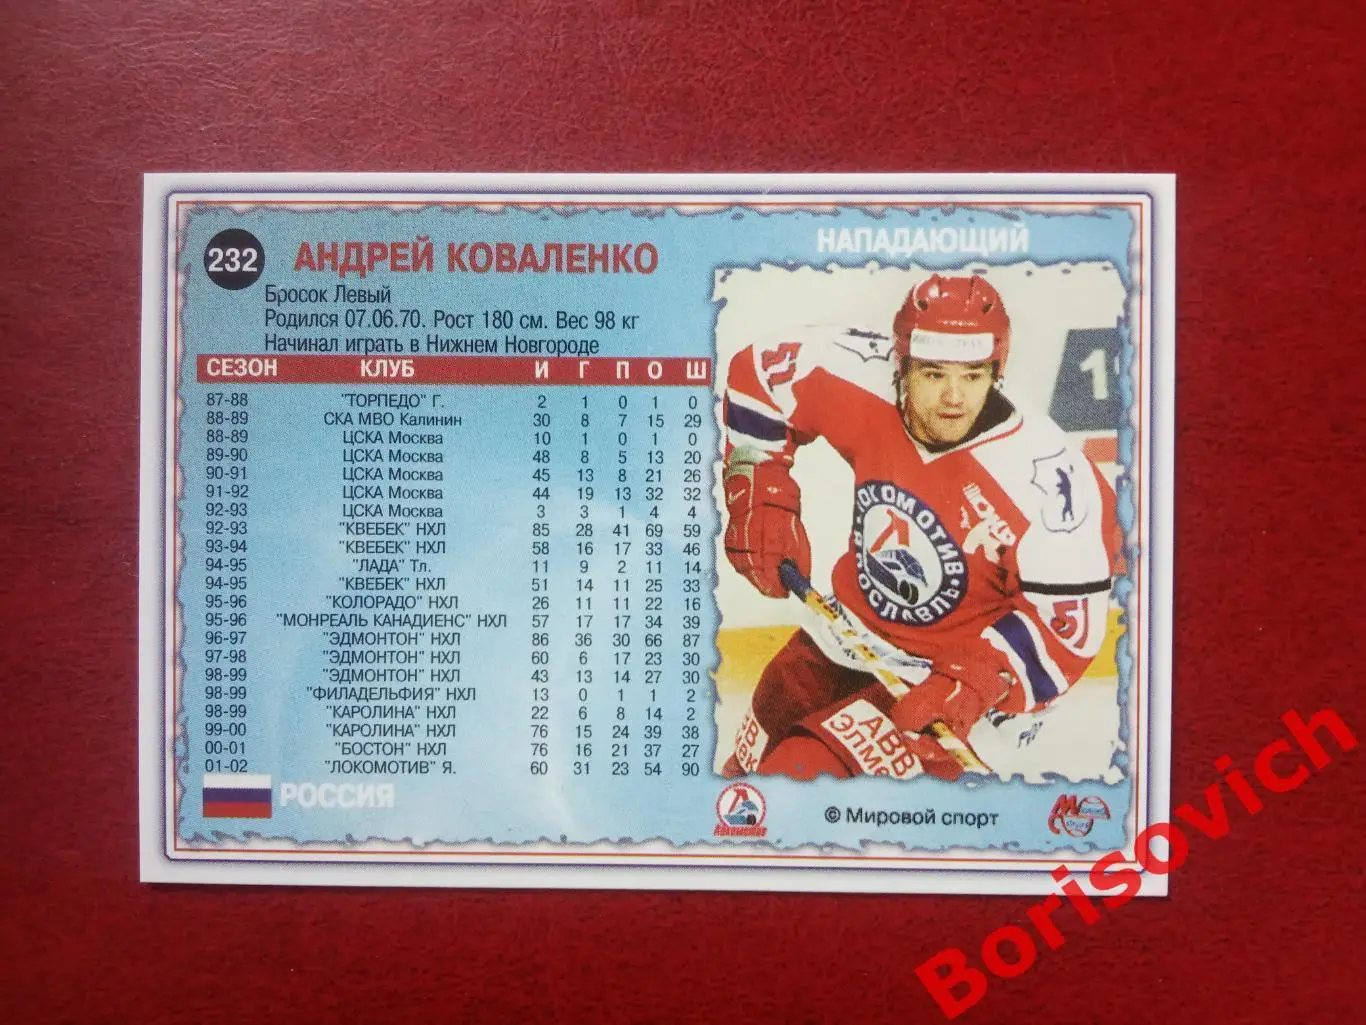 232 АНДРЕЙ КОВАЛЕНКО
НАПАДАЮЩИЙ
Бросок Левый
Родился 07.06.70. Рост 180 см. Вес 98 кг
Начинал играть в Нижнем Новгороде
СЕЗОН КЛУБ И Г П О Ш
87-88 "ТОРПЕДО" Г. 2 1 0 1 0
88-89 СКА МВО Калинин 30 8 7 15 29
88-89 ЦСКА Москва 10 1 0 1 0
89-90 ЦСКА Москва 48 8 5 13 20
90-91 ЦСКА Москва 45 13 8 21 26
91-92 ЦСКА Москва 44 19 13 32 32
92-93 ЦСКА Москва 3 3 1 4 4
92-93 "КВЕБЕК" НХЛ 85 28 41 69 59
93-94 "КВЕБЕК" НХЛ 58 16 17 33 46
94-95 "ЛАДА" Тл. 11 9 2 11 14
94-95 "КВЕБЕК" НХЛ 51 14 11 25 33
95-96 "КОЛОРАДО" НХЛ 26 11 11 22 16
95-96 "МОНРЕАЛЬ КАНАДИЕНС" НХЛ 57 17 17 34 39
96-97 "ЭДМОНТОН" НХЛ 86 36 30 66 87
97-98 "ЭДМОНТОН" НХЛ 60 6 17 23 30
98-99 "ЭДМОНТОН" НХЛ 43 13 14 27 30
98-99 "ФИЛАДЕЛЬФИЯ" НХЛ 13 0 1 1 2
98-99 "КАРОЛИНА" НХЛ 22 6 8 14 2
99-00 "КАРОЛИНА" НХЛ 76 15 24 39 38
00-01 "БОСТОН" НХЛ 76 16 21 37 27
01-02 "ЛОКОМОТИВ" Я. 60 31 23 54 90
РОССИЯ
51
ЛОКОМОТИВ
ЯРОСЛАВЛЬ
51
АВВ
Элме
Локомотив
© Мировой спорт
Borisovich